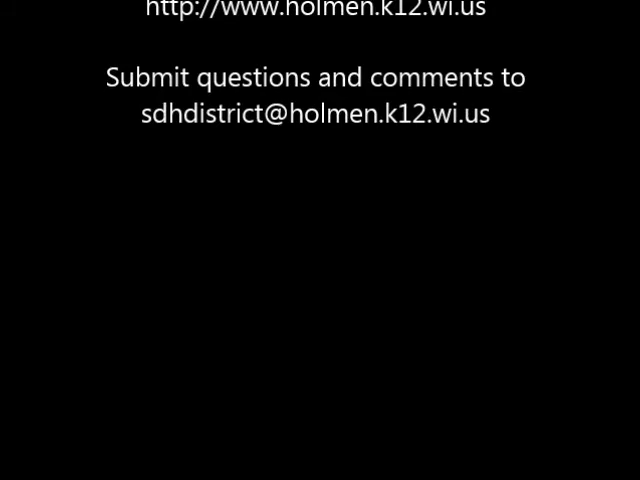 http://www.holmen.k12.wi.us
Submit questions and comments to
sdhdistrict@holmen.k12.wi.us